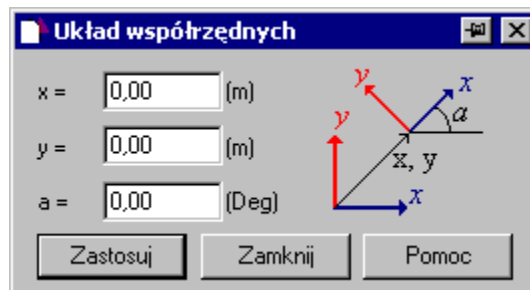 Układ współrzędnych
x = 0,00 (m)
y = 0,00 (m)
a = 0,00 (Deg)
y x
y a
x, y
x
Zastosuj Zamknij Pomoc